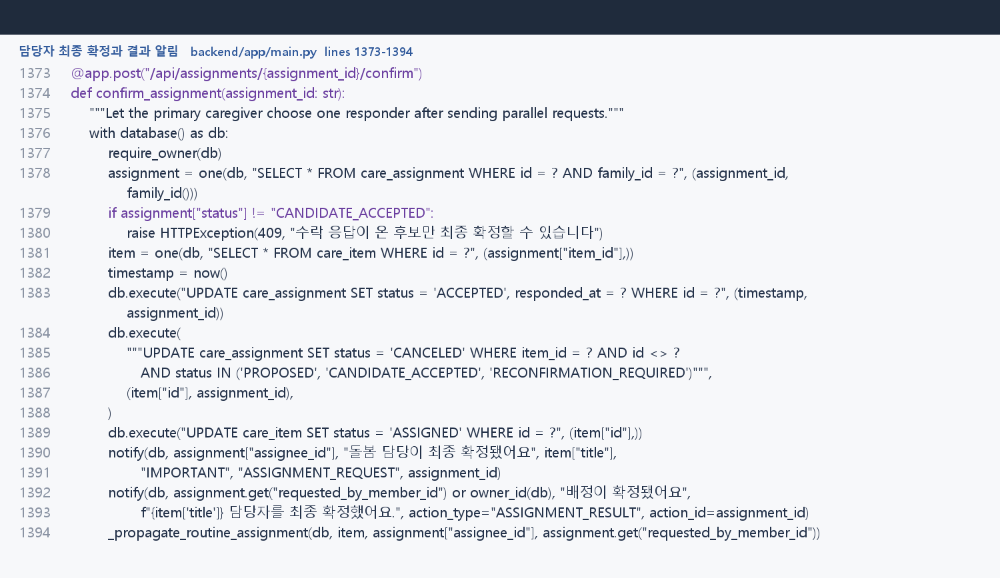 담당자 최종 확정과 결과 알림 backend/app/main.py lines 1373-1394
1373 @app.post("/api/assignments/{assignment_id}/confirm")
1374 def confirm_assignment(assignment_id: str):
1375 """Let the primary caregiver choose one responder after sending parallel requests."""
1376 with database() as db:
1377 require_owner(db)
1378 assignment = one(db, "SELECT * FROM care_assignment WHERE id = ? AND family_id = ?", (assignment_id,
family_id()))
1379 if assignment["status"] != "CANDIDATE_ACCEPTED":
1380 raise HTTPException(409, "수락 응답이 온 후보만 최종 확정할 수 있습니다")
1381 item = one(db, "SELECT * FROM care_item WHERE id = ?", (assignment["item_id"],))
1382 timestamp = now()
1383 db.execute("UPDATE care_assignment SET status = 'ACCEPTED', responded_at = ? WHERE id = ?", (timestamp,
assignment_id))
1384 db.execute(
1385 """UPDATE care_assignment SET status = 'CANCELED' WHERE item_id = ? AND id <> ?
1386 AND status IN ('PROPOSED', 'CANDIDATE_ACCEPTED', 'RECONFIRMATION_REQUIRED')""",
1387 (item["id"], assignment_id),
1388 )
1389 db.execute("UPDATE care_item SET status = 'ASSIGNED' WHERE id = ?", (item["id"],))
1390 notify(db, assignment["assignee_id"], "돌봄 담당이 최종 확정됐어요", item["title"],
1391 "IMPORTANT", "ASSIGNMENT_REQUEST", assignment_id)
1392 notify(db, assignment.get("requested_by_member_id") or owner_id(db), "배정이 확정됐어요",
1393 f"{item['title']} 담당자를 최종 확정했어요.", action_type="ASSIGNMENT_RESULT", action_id=assignment_id)
1394 _propagate_routine_assignment(db, item, assignment["assignee_id"], assignment.get("requested_by_member_id"))